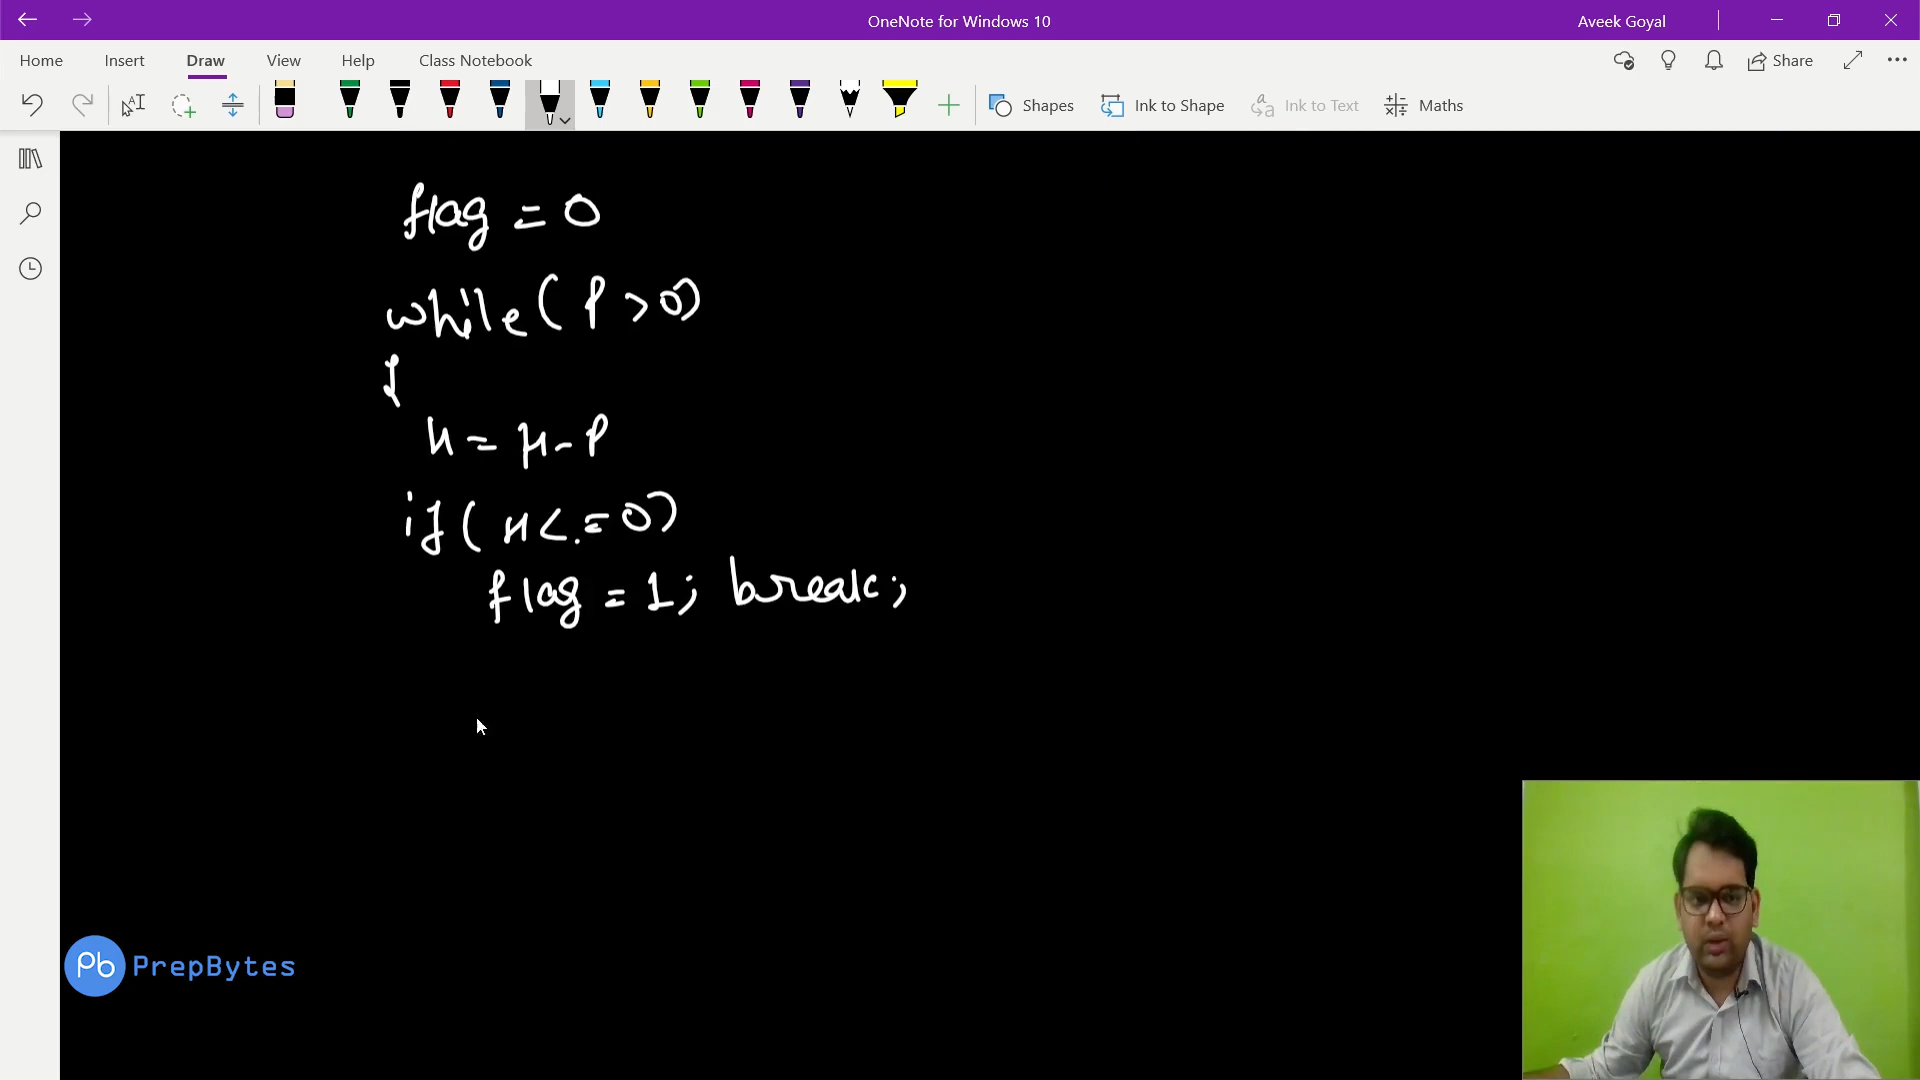 OneNote for Windows 10
Aveek Goyal
Home Insert Draw View Help Class Notebook
Share
Shapes Ink to Shape Ink to Text Maths
flag = 0
while( P > 0)
{
H = H - P
if( H <= 0)
flag = 1; break;
Pb PrepBytes